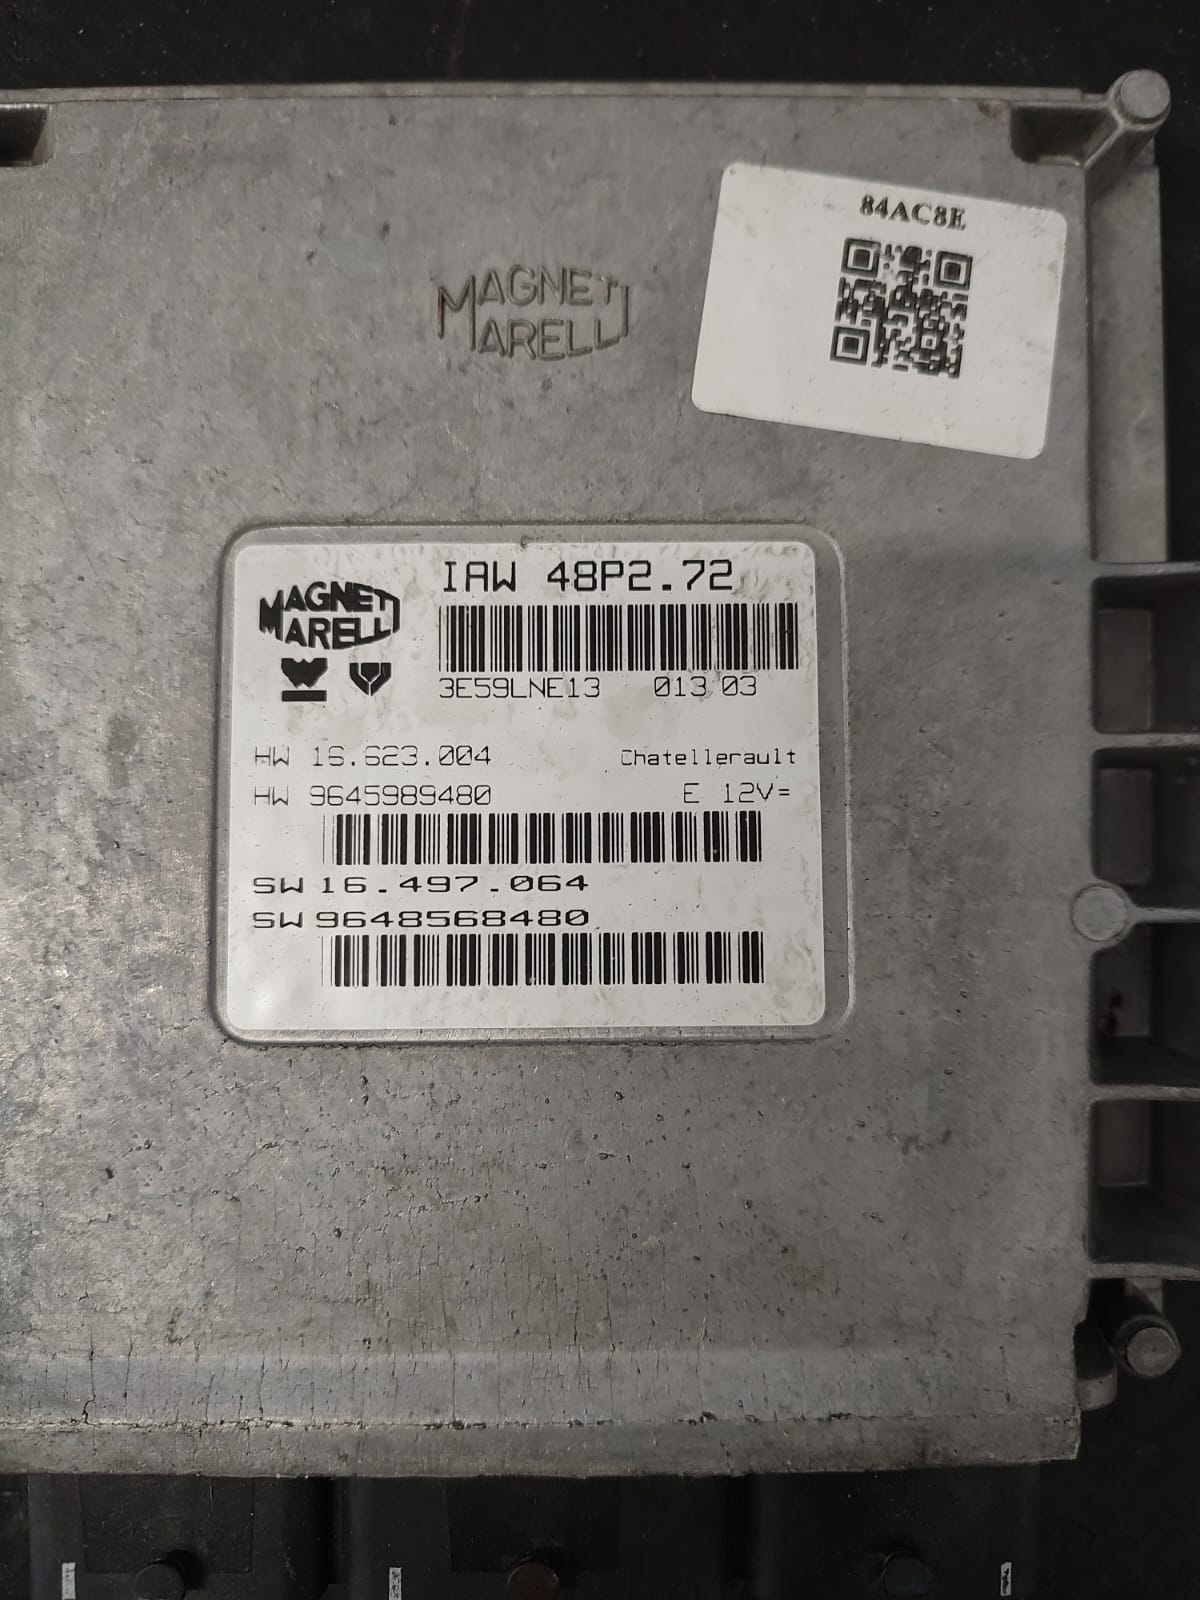 84AC8E
MAGNETI
MARELLI
IAW 48P2.72
MAGNETI
MARELLI
3E59LNE13 013 03
HW 16.623.004 Chatellerault
HW 9645989480 E 12V=
SW 16.497.064
SW 9648568480